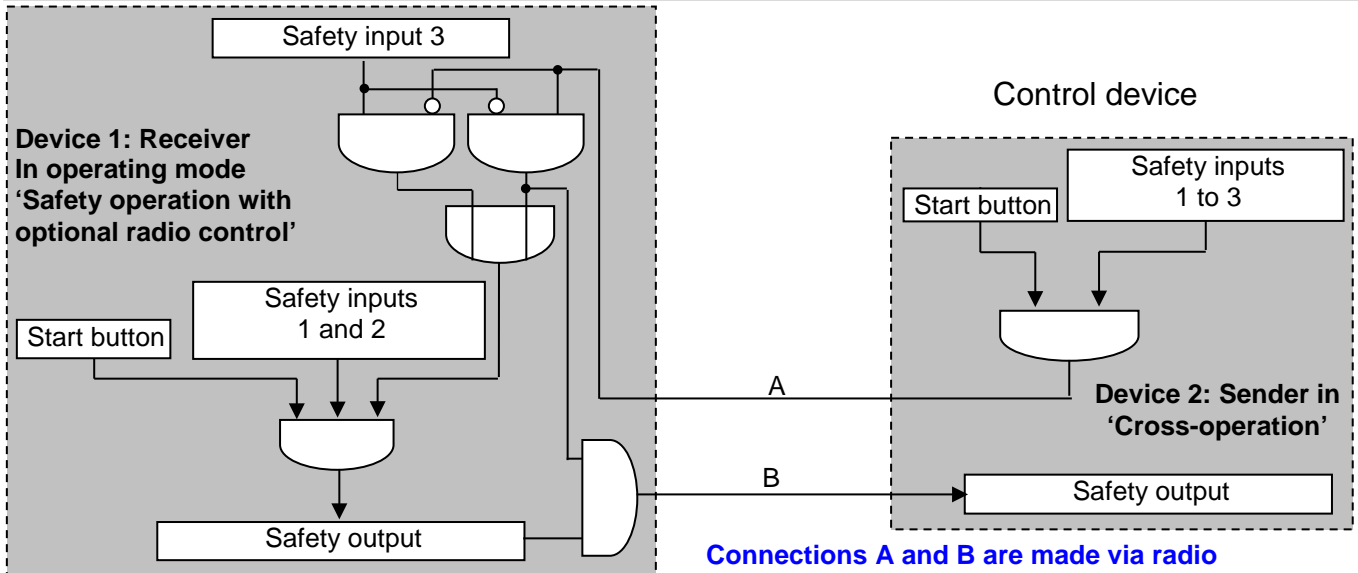 Safety input 3
Control device
Device 1: Receiver
In operating mode
‘Safety operation with
optional radio control’
Safety inputs
1 to 3
Start button
Safety inputs
1 and 2
Start button
A
Device 2: Sender in
‘Cross-operation’
B
Safety output
Safety output
Connections A and B are made via radio